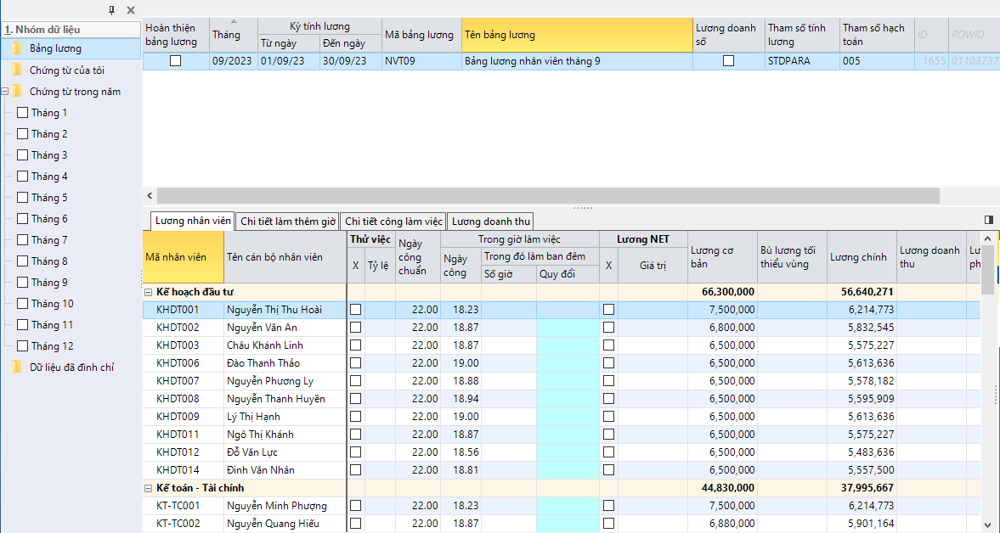 1. Nhóm dữ liệu
Bảng lương
Chứng từ của tôi
Chứng từ trong năm
Tháng 1
Tháng 2
Tháng 3
Tháng 4
Tháng 5
Tháng 6
Tháng 7
Tháng 8
Tháng 9
Tháng 10
Tháng 11
Tháng 12
Dữ liệu đã đình chỉ
Hoàn thiện bảng lương Tháng Kỳ tính lương Từ ngày Đến ngày Mã bảng lương Tên bảng lương Lương doanh số Tham số tính lương Tham số hạch toán ID ROWID
09/2023 01/09/23 30/09/23 NVT09 Bảng lương nhân viên tháng 9 STDPARA 005 1655 01103737
Lương nhân viên Chi tiết làm thêm giờ Chi tiết công làm việc Lương doanh thu
Mã nhân viên Tên cán bộ nhân viên Thử việc X Tỷ lệ Ngày công chuẩn Trong giờ làm việc Ngày công Trong đó làm ban đêm Số giờ Quy đổi Lương NET X Giá trị Lương cơ bản Bù lương tối thiểu vùng Lương chính Lương doanh thu
Kế hoạch đầu tư 66,300,000 56,640,271
KHDT001 Nguyễn Thị Thu Hoài 22.00 18.23 7,500,000 6,214,773
KHDT002 Nguyễn Văn An 22.00 18.87 6,800,000 5,832,545
KHDT003 Châu Khánh Linh 22.00 18.87 6,500,000 5,575,227
KHDT006 Đào Thanh Thảo 22.00 19.00 6,500,000 5,613,636
KHDT007 Nguyễn Phương Ly 22.00 18.88 6,500,000 5,578,182
KHDT008 Nguyễn Thanh Huyền 22.00 18.94 6,500,000 5,595,909
KHDT009 Lý Thị Hạnh 22.00 19.00 6,500,000 5,613,636
KHDT011 Ngô Thị Khánh 22.00 18.87 6,500,000 5,575,227
KHDT012 Đỗ Văn Lực 22.00 18.56 6,500,000 5,483,636
KHDT014 Đinh Văn Nhân 22.00 18.81 6,500,000 5,557,500
Kế toán - Tài chính 44,830,000 37,995,667
KT-TC001 Nguyễn Minh Phượng 22.00 18.23 7,500,000 6,214,773
KT-TC002 Nguyễn Quang Hiếu 22.00 18.87 6,880,000 5,901,164